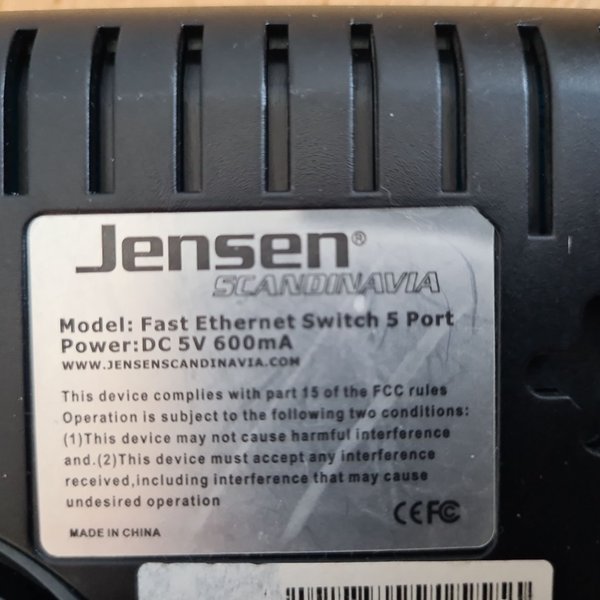 Jensen®
SCANDINAVIA
Model: Fast Ethernet Switch 5 Port
Power:DC 5V 600mA
WWW.JENSENSCANDINAVIA.COM
This device complies with part 15 of the FCC rules
Operation is subject to the following two conditions:
(1)This device may not cause harmful interference
and.(2)This device must accept any interference
received,including interference that may cause
undesired operation
CE FC
MADE IN CHINA